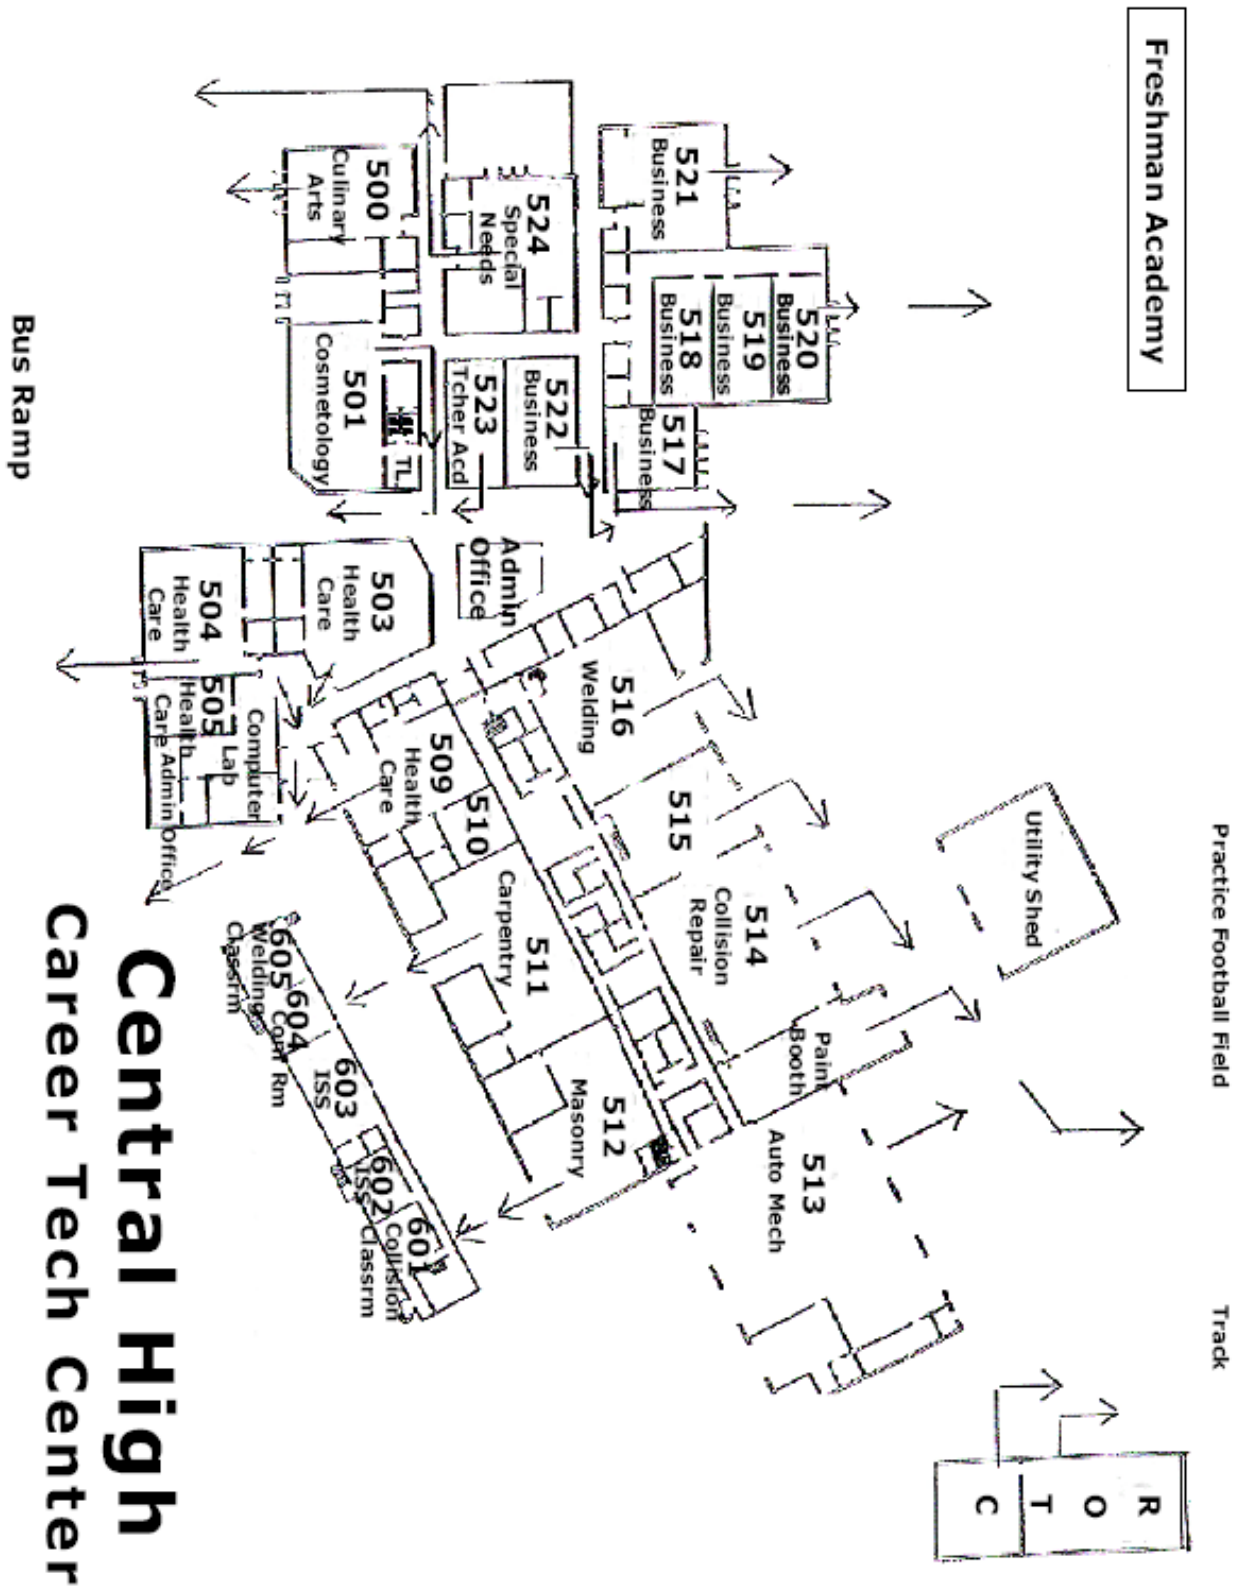 Freshman Academy
Practice Football Field
Track
R
O
T
C
Utility Shed
521
Business
520
Business
519
Business
518
Business
517
Business
524
Special
Needs
522
Business
523
Tcher Acd
500
Culinary
Arts
501
Cosmetology
TL
Admin
Office
516
Welding
515
514
Collision
Repair
Paint
Booth
513
Auto Mech
503
Health
Care
504
Health
Care
505
Health
Care
Computer
Lab
Admin Office
509
Health
Care
510
511
Carpentry
512
Masonry
605
Welding
Classrm
604
Com Rm
603
ISS
602
ISS
601
Collision
Classrm
Bus Ramp
Central High
Career Tech Center